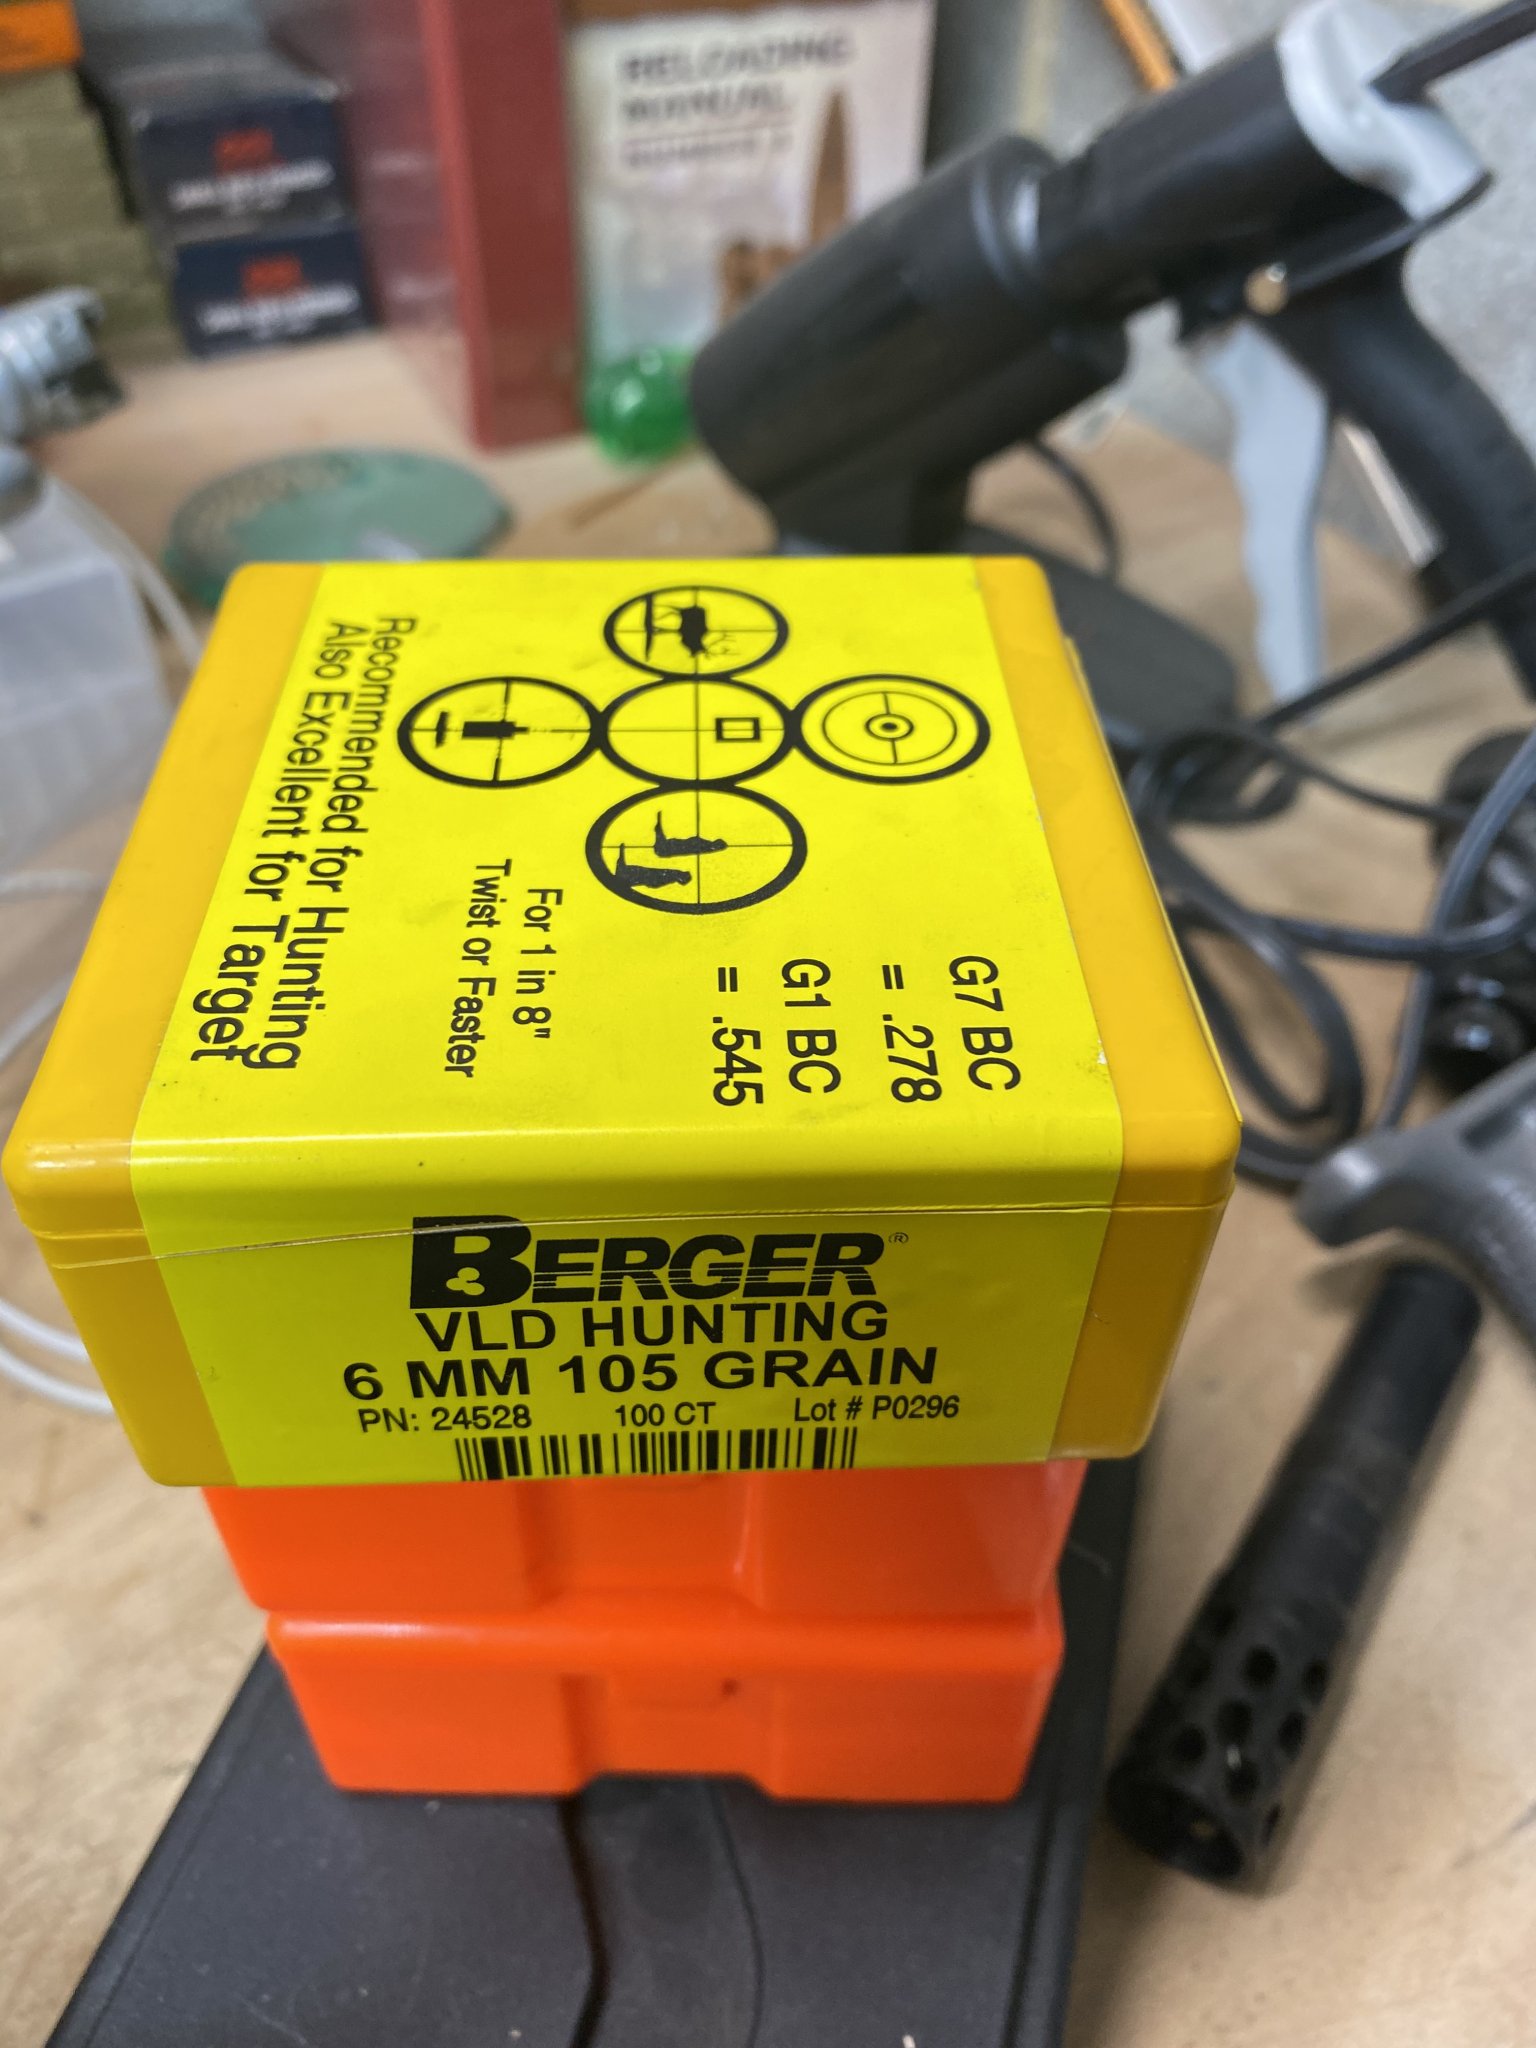 RELOADING
MANUAL
Recommended for Hunting
Also Excellent for Target
For 1 in 8"
Twist or Faster
G7 BC
= .278
G1 BC
= .545
BERGER®
VLD HUNTING
6 MM 105 GRAIN
PN: 24528 100 CT Lot # P0296